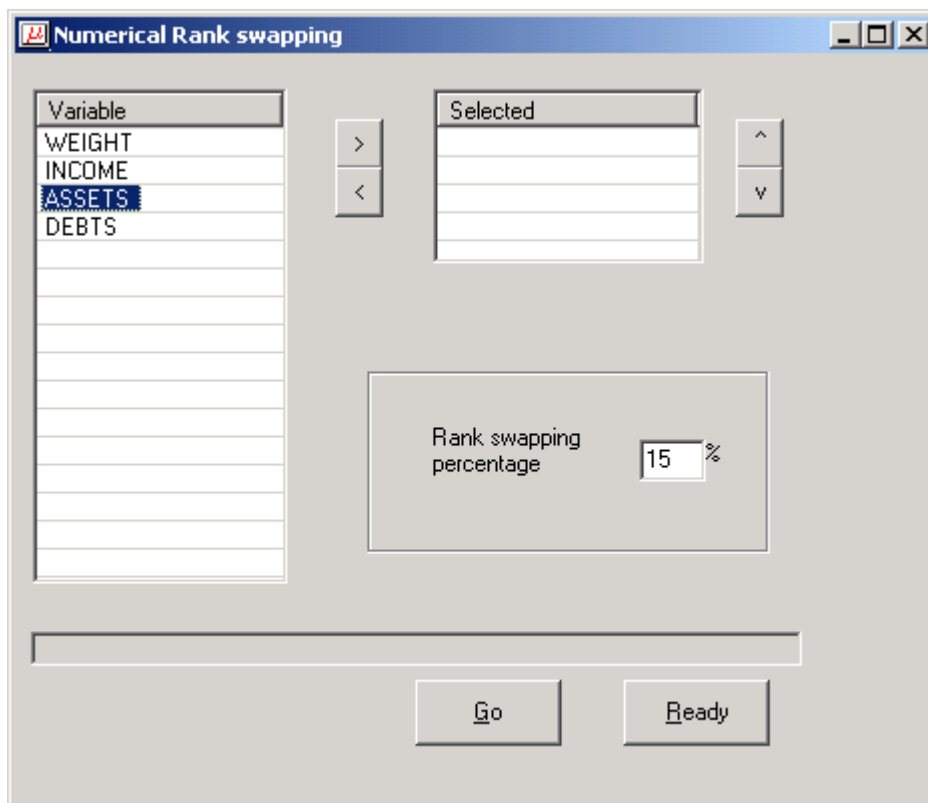 μ Numerical Rank swapping
Variable
WEIGHT
INCOME
ASSETS
DEBTS
>
<
Selected
^
v
Rank swapping
percentage
15 %
Go
Ready